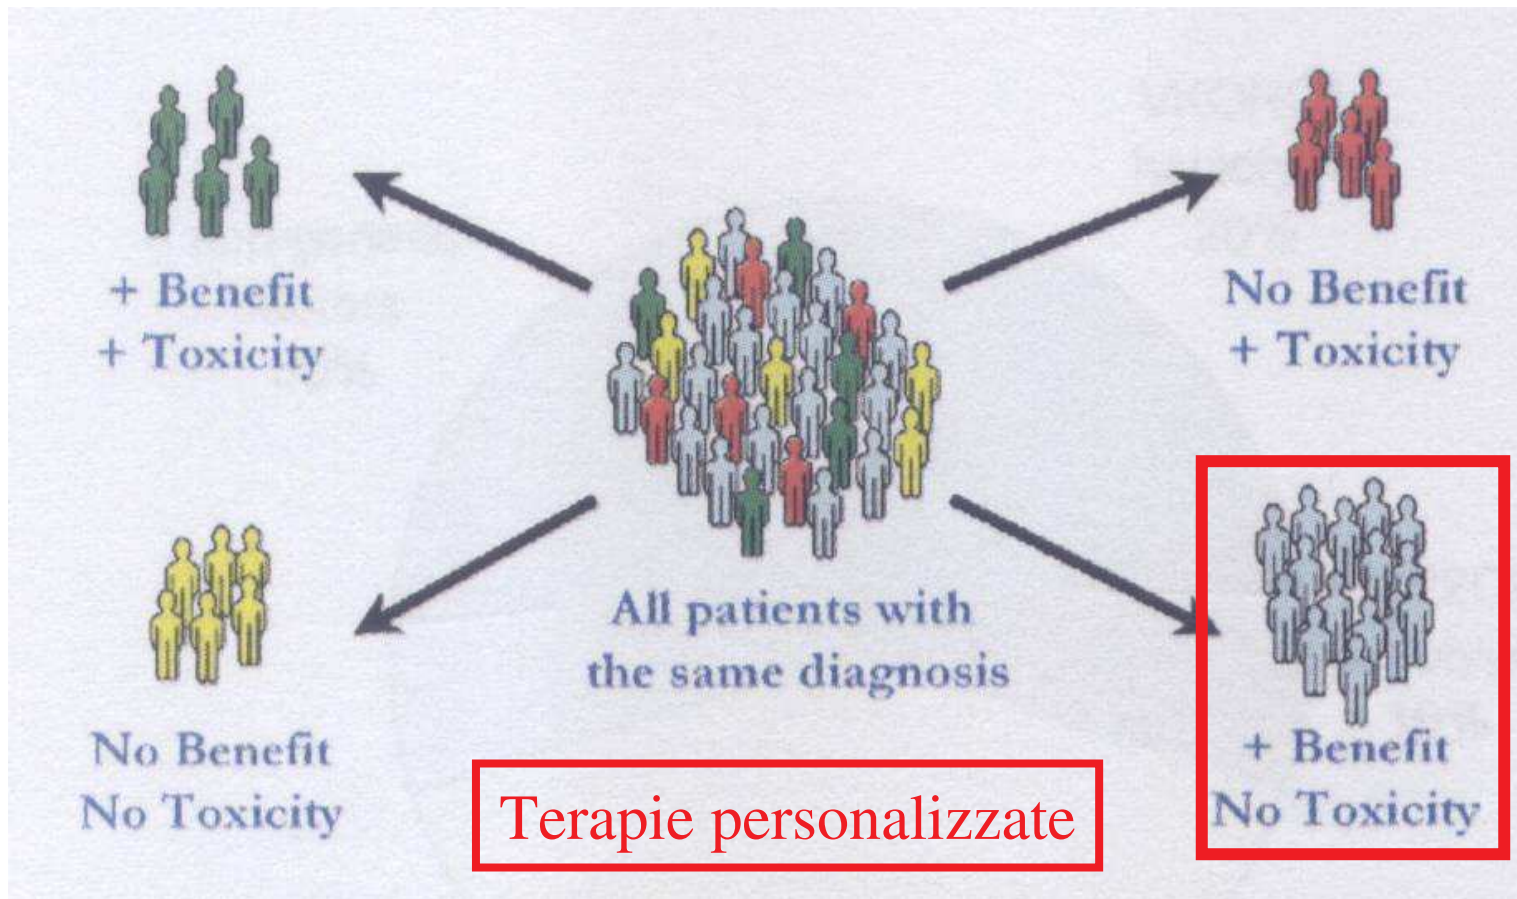 + Benefit
+ Toxicity
No Benefit
+ Toxicity
All patients with
the same diagnosis
No Benefit
No Toxicity
+ Benefit
No Toxicity
Terapie personalizzate